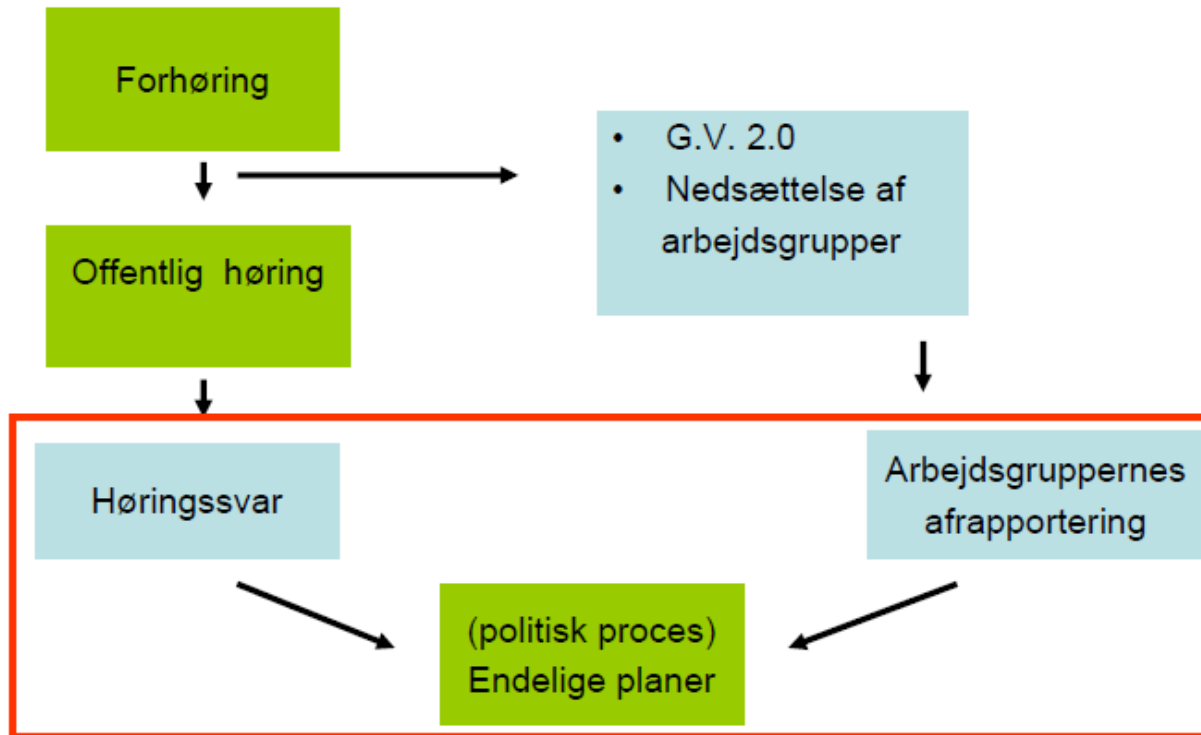 Forhøring
• G.V. 2.0
• Nedsættelse af
arbejdsgrupper
Offentlig høring
Høringssvar
Arbejdsgruppernes
afrapportering
(politisk proces)
Endelige planer